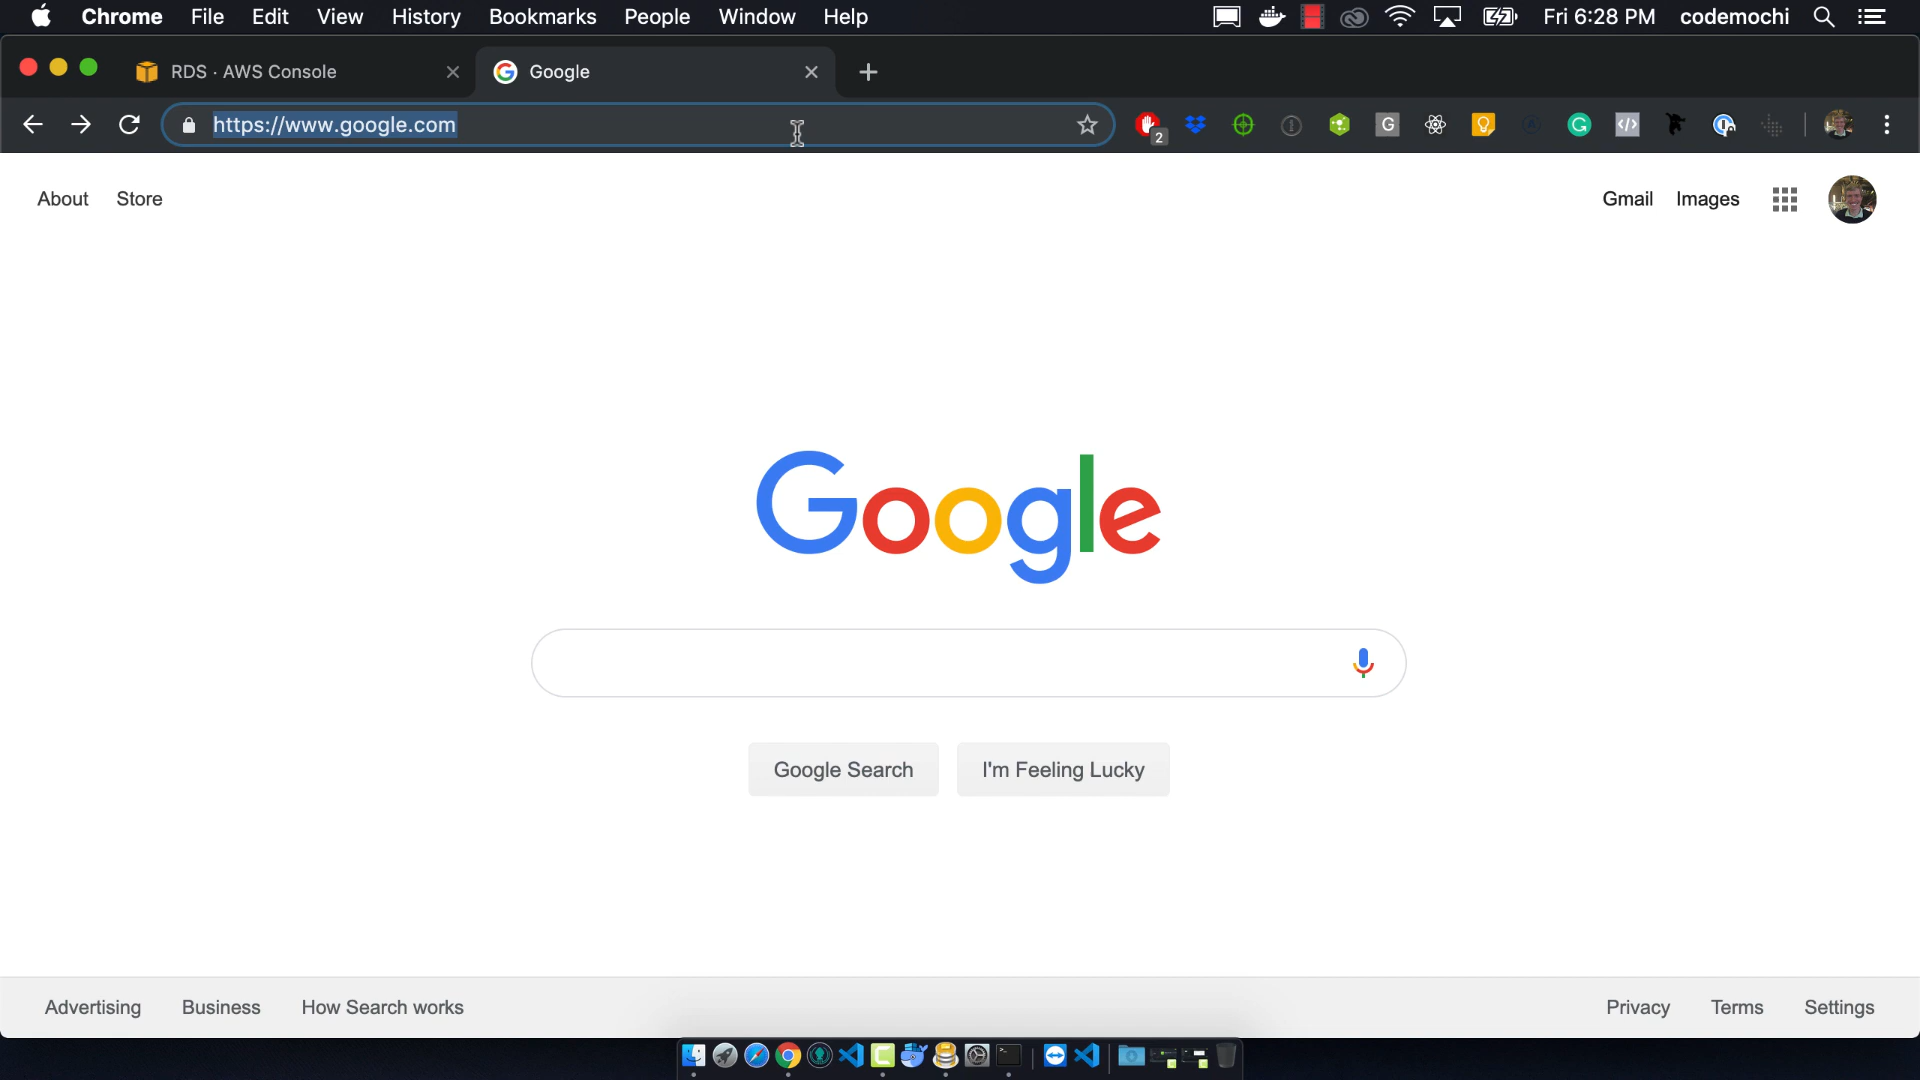 Chrome File Edit View History Bookmarks People Window Help Fri 6:28 PM codemochi
RDS · AWS Console Google
https://www.google.com 2
About Store Gmail Images
Google
Google Search I'm Feeling Lucky
Advertising Business How Search works Privacy Terms Settings